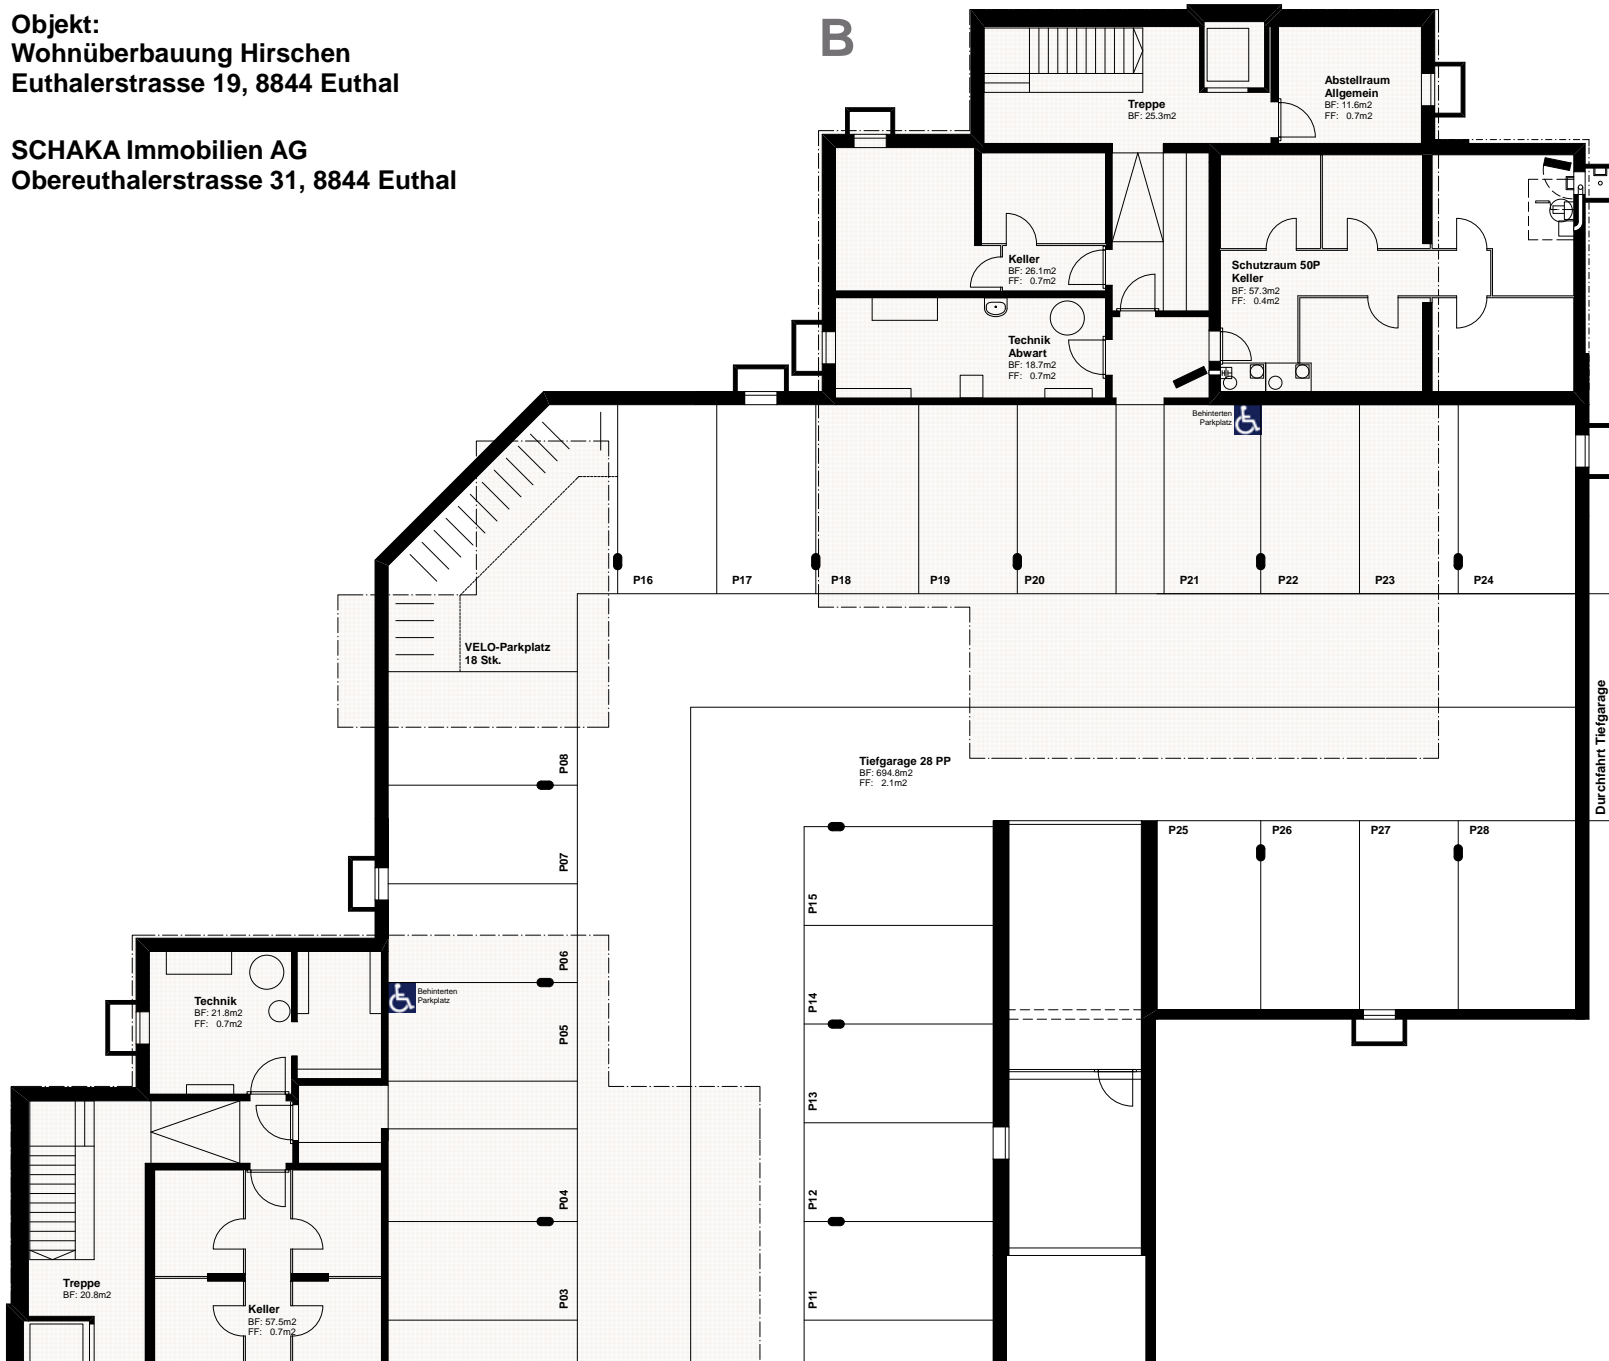 Objekt:
Wohnüberbauung Hirschen
Euthalerstrasse 19, 8844 Euthal
SCHAKA Immobilien AG
Obereuthalerstrasse 31, 8844 Euthal
B
Treppe
BF: 25.3m2
Abstellraum
Allgemein
BF: 11.6m2
FF: 0.7m2
Keller
BF: 26.1m2
FF: 0.7m2
Schutzraum 50P
Keller
BF: 57.3m2
FF: 0.4m2
Technik
Abwart
BF: 18.7m2
FF: 0.7m2
Behinterten
Parkplatz
P16
P17
P18
P19
P20
P21
P22
P23
P24
VELO-Parkplatz
18 Stk.
Durchfahrt Tiefgarage
Tiefgarage 28 PP
BF: 694.8m2
FF: 2.1m2
P08
P07
P06
P05
P04
P03
P15
P14
P13
P12
P11
P25
P26
P27
P28
Behinterten
Parkplatz
Technik
BF: 21.8m2
FF: 0.7m2
Treppe
BF: 20.8m2
Keller
BF: 57.5m2
FF: 0.7m2